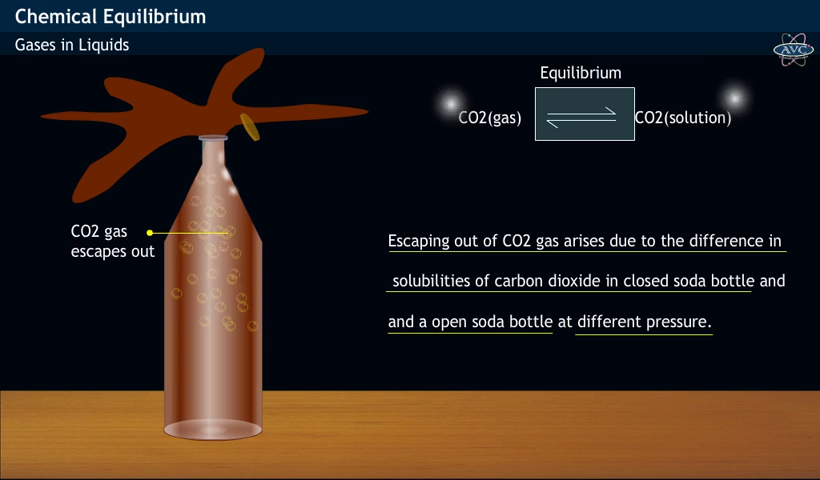 Chemical Equilibrium
Gases in Liquids
AVC
Equilibrium
CO2(gas) CO2(solution)
CO2 gas
escapes out
Escaping out of CO2 gas arises due to the difference in
solubilities of carbon dioxide in closed soda bottle and
and a open soda bottle at different pressure.